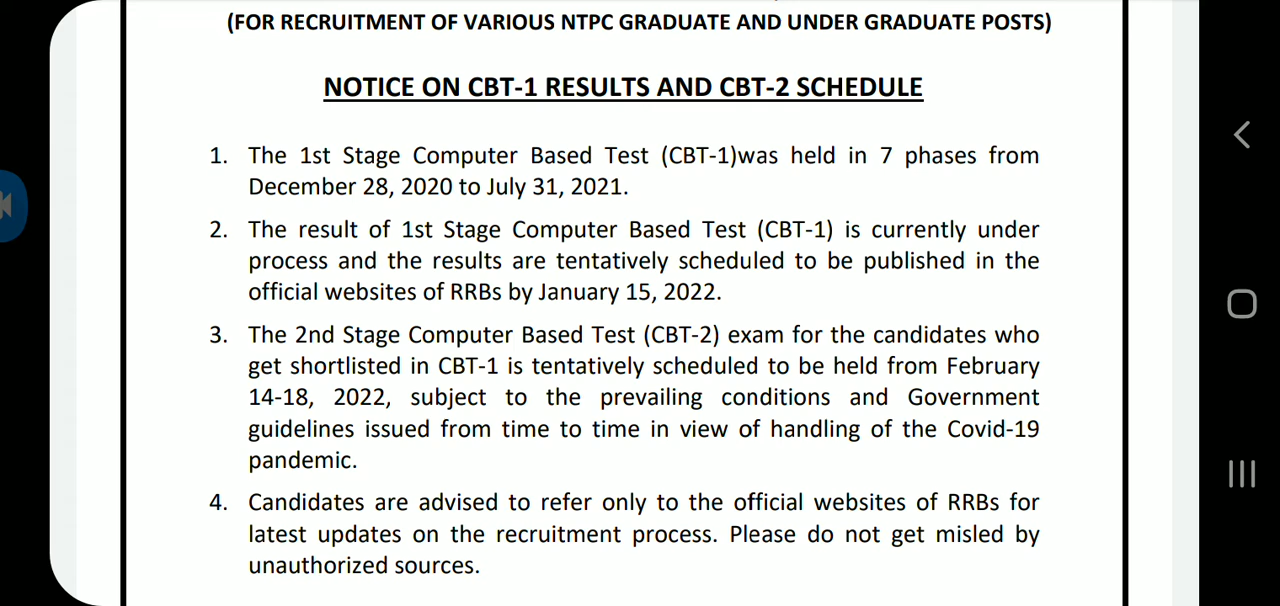 (FOR RECRUITMENT OF VARIOUS NTPC GRADUATE AND UNDER GRADUATE POSTS)
NOTICE ON CBT-1 RESULTS AND CBT-2 SCHEDULE
1. The 1st Stage Computer Based Test (CBT-1)was held in 7 phases from
December 28, 2020 to July 31, 2021.
2. The result of 1st Stage Computer Based Test (CBT-1) is currently under
process and the results are tentatively scheduled to be published in the
official websites of RRBs by January 15, 2022.
3. The 2nd Stage Computer Based Test (CBT-2) exam for the candidates who
get shortlisted in CBT-1 is tentatively scheduled to be held from February
14-18, 2022, subject to the prevailing conditions and Government
guidelines issued from time to time in view of handling of the Covid-19
pandemic.
4. Candidates are advised to refer only to the official websites of RRBs for
latest updates on the recruitment process. Please do not get misled by
unauthorized sources.